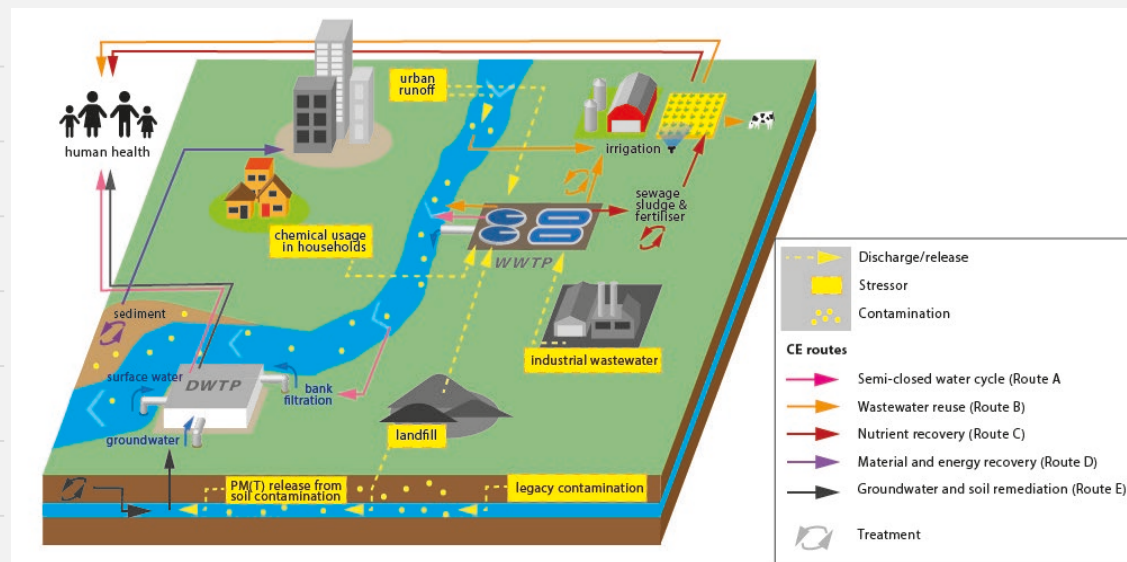 urban
runoff
human health
irrigation
sewage
sludge &
fertiliser
chemical usage
in households
WWTP
sediment
industrial wastewater
surface water
DWTP
bank
filtration
groundwater
landfill
PM(T) release from
soil contamination
legacy contamination
Discharge/release
Stressor
Contamination
CE routes
Semi-closed water cycle (Route A
Wastewater reuse (Route B)
Nutrient recovery (Route C)
Material and energy recovery (Route D)
Groundwater and soil remediation (Route E)
Treatment